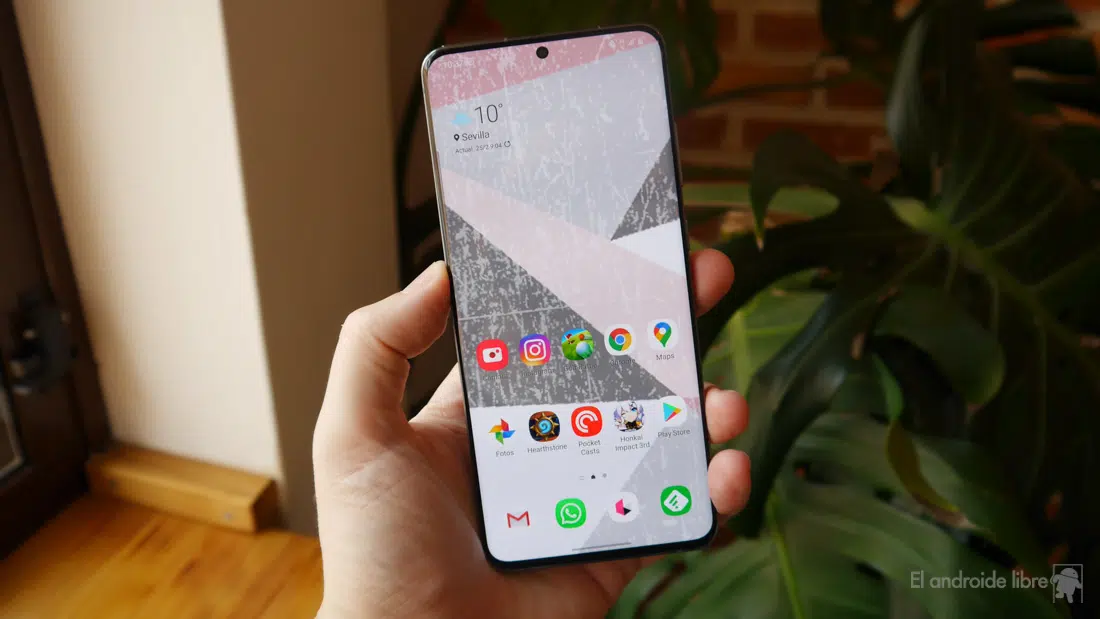 10°
Sevilla
Maps
Fotos
Hearthstone
Pocket
Casts
Honkai
Impact 3rd
Play Store
El androide libre